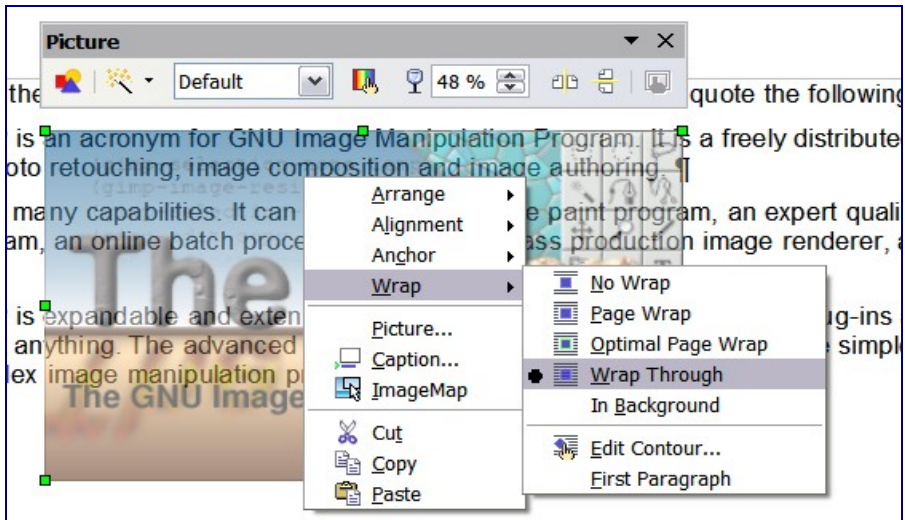 Picture
Default
48 %
the quote the following
is an acronym for GNU Image Manipulation Program. It is a freely distribute
oto retouching, image composition and image authoring. ¶
many capabilities. It can e paint program, an expert quali
am, an online batch proce ass production image renderer, a
is expandable and exten ug-ins
anything. The advanced simpl
lex image manipulation p
(gimp-image-resi
The
The GNU Image
Arrange
Alignment
Anchor
Wrap
Picture...
Caption...
ImageMap
Cut
Copy
Paste
No Wrap
Page Wrap
Optimal Page Wrap
Wrap Through
In Background
Edit Contour...
First Paragraph